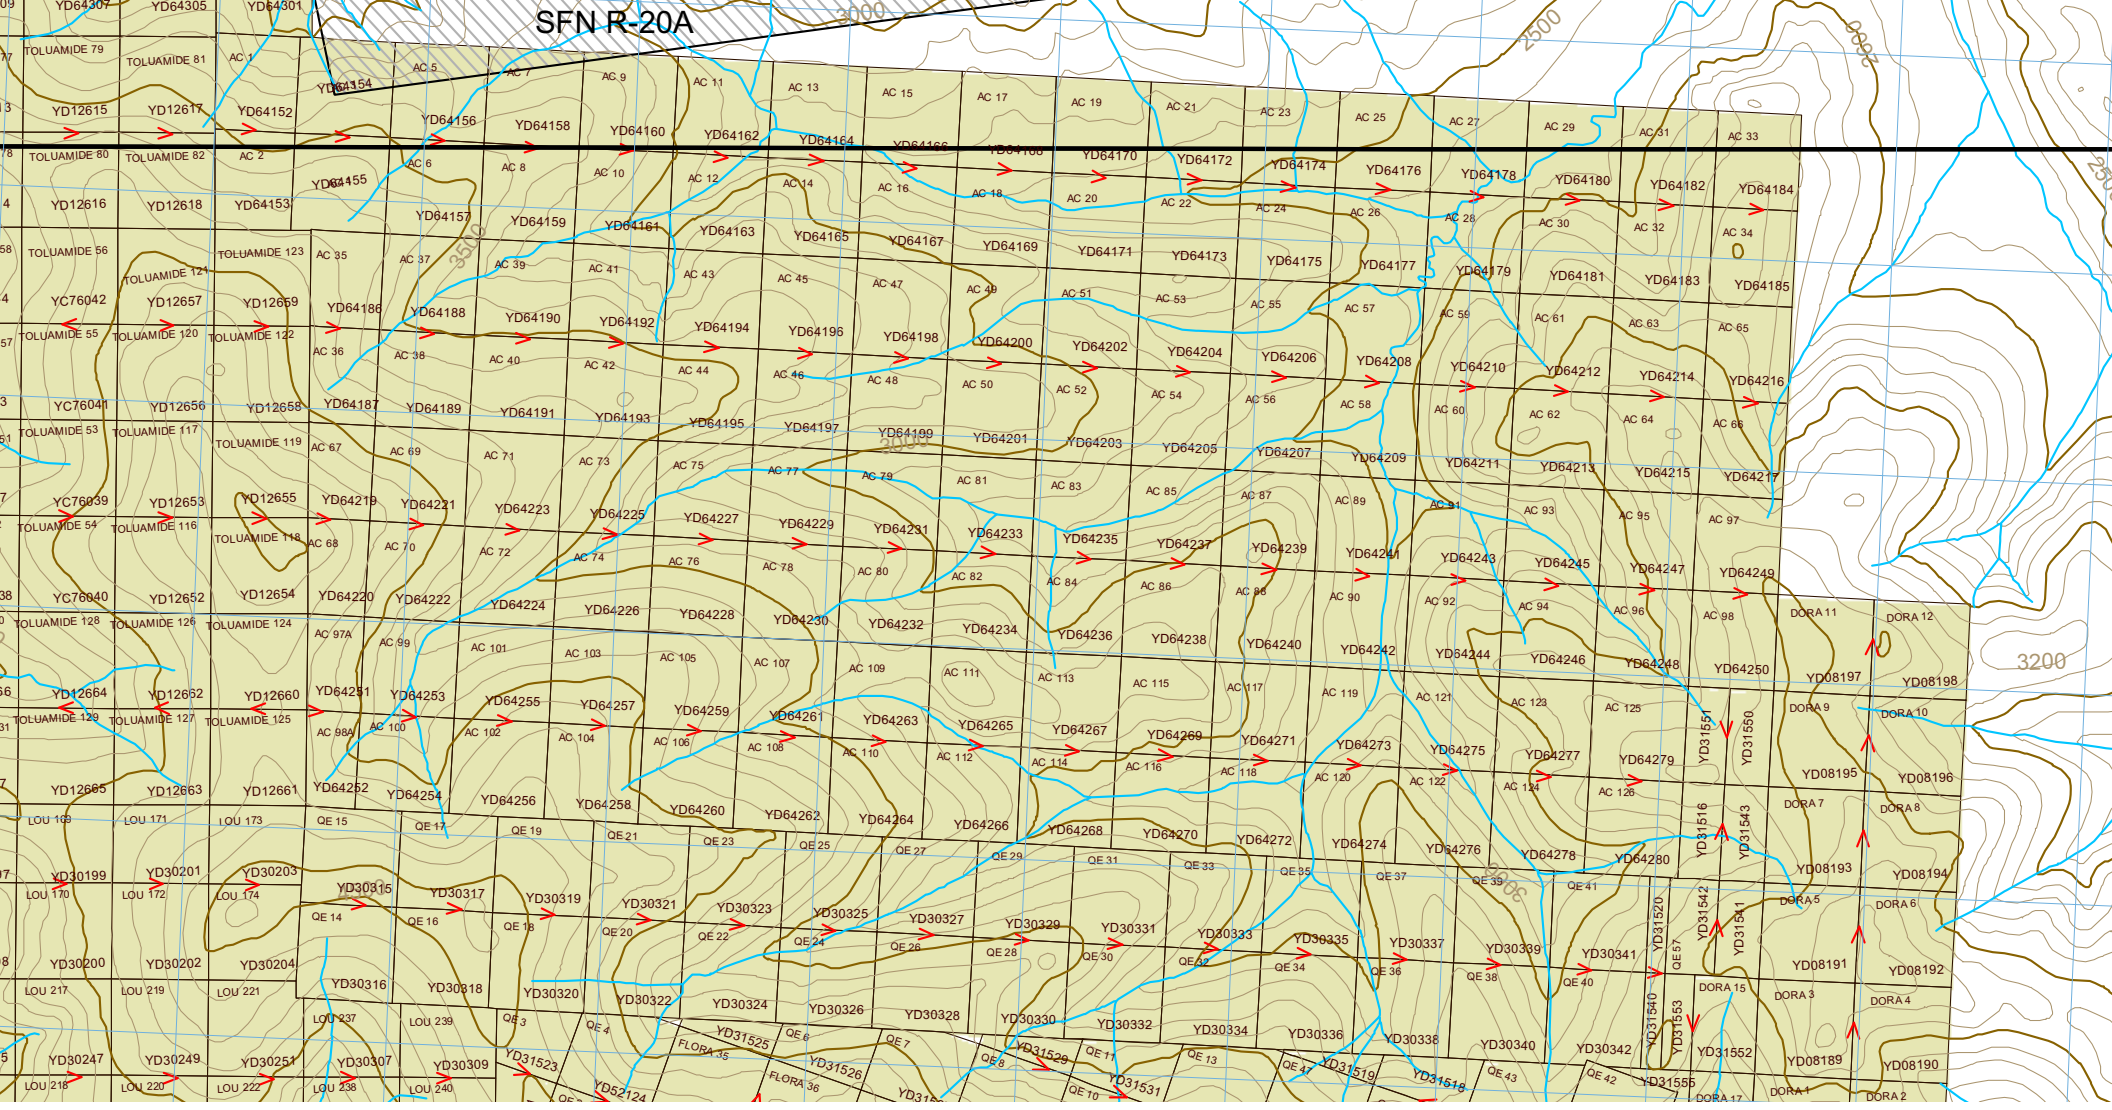 09 YD64307 YD64305 YD64301 SFN R-20A 3000 2500 2600
77 TOLUAMIDE 79 TOLUAMIDE 81 AC 1 AC 5 AC 7 AC 9 AC 11 AC 13 AC 15 AC 17 AC 19 AC 21 AC 23 AC 25 AC 27 AC 29 AC 31 AC 33
13 YD12615 YD12617 YD64152 YD64154 YD64156 YD64158 YD64160 YD64162 YD64164 YD64166 YD64168 YD64170 YD64172 YD64174 YD64176 YD64178 YD64180 YD64182 YD64184
78 TOLUAMIDE 80 TOLUAMIDE 82 AC 2 AC 6 AC 8 AC 10 AC 12 AC 14 AC 16 AC 18 AC 20 AC 22 AC 24 AC 26 AC 28 AC 30 AC 32 AC 34
4 YD12616 YD12618 YD64153 YD64155 YD64157 YD64159 YD64161 YD64163 YD64165 YD64167 YD64169 YD64171 YD64173 YD64175 YD64177 YD64179 YD64181 YD64183 YD64185
3500
58 TOLUAMIDE 56 TOLUAMIDE 121 TOLUAMIDE 123 AC 35 AC 37 AC 39 AC 41 AC 43 AC 45 AC 47 AC 49 AC 51 AC 53 AC 55 AC 57 AC 59 AC 61 AC 63 AC 65
4 YC76042 YD12657 YD12659 YD64186 YD64188 YD64190 YD64192 YD64194 YD64196 YD64198 YD64200 YD64202 YD64204 YD64206 YD64208 YD64210 YD64212 YD64214 YD64216
57 TOLUAMIDE 55 TOLUAMIDE 120 TOLUAMIDE 122 AC 36 AC 38 AC 40 AC 42 AC 44 AC 46 AC 48 AC 50 AC 52 AC 54 AC 56 AC 58 AC 60 AC 62 AC 64 AC 66
3 YC76041 YD12656 YD12658 YD64187 YD64189 YD64191 YD64193 YD64195 YD64197 YD64199 YD64201 YD64203 YD64205 YD64207 YD64209 YD64211 YD64213 YD64215 YD64217
3000
51 TOLUAMIDE 53 TOLUAMIDE 117 TOLUAMIDE 119 AC 67 AC 69 AC 71 AC 73 AC 75 AC 77 AC 79 AC 81 AC 83 AC 85 AC 87 AC 89 AC 91 AC 93 AC 95 AC 97
7 YC76039 YD12653 YD12655 YD64219 YD64221 YD64223 YD64225 YD64227 YD64229 YD64231 YD64233 YD64235 YD64237 YD64239 YD64241 YD64243 YD64245 YD64247 YD64249
TOLUAMIDE 54 TOLUAMIDE 116 TOLUAMIDE 118 AC 68 AC 70 AC 72 AC 74 AC 76 AC 78 AC 80 AC 82 AC 84 AC 86 AC 88 AC 90 AC 92 AC 94 AC 96 AC 98 DORA 11 DORA 12
38 YC76040 YD12652 YD12654 YD64220 YD64222 YD64224 YD64226 YD64228 YD64230 YD64232 YD64234 YD64236 YD64238 YD64240 YD64242 YD64244 YD64246 YD64248 YD64250 YD08197 YD08198
3200
TOLUAMIDE 128 TOLUAMIDE 126 TOLUAMIDE 124 AC 97A AC 99 AC 101 AC 103 AC 105 AC 107 AC 109 AC 111 AC 113 AC 115 AC 117 AC 119 AC 121 AC 123 AC 125 YD31551 YD31550 DORA 9 DORA 10
66 YD12664 YD12662 YD12660 YD64251 YD64253 YD64255 YD64257 YD64259 YD64261 YD64263 YD64265 YD64267 YD64269 YD64271 YD64273 YD64275 YD64277 YD64279 YD08195 YD08196
31 TOLUAMIDE 129 TOLUAMIDE 127 TOLUAMIDE 125 AC 98A AC 100 AC 102 AC 104 AC 106 AC 108 AC 110 AC 112 AC 114 AC 116 AC 118 AC 120 AC 122 AC 124 AC 126 DORA 7 DORA 8
7 YD12665 YD12663 YD12661 YD64252 YD64254 YD64256 YD64258 YD64260 YD64262 YD64264 YD64266 YD64268 YD64270 YD64272 YD64274 YD64276 YD64278 YD64280 YD31516 YD31543 YD08193 YD08194
LOU 169 LOU 171 LOU 173 QE 15 QE 17 QE 19 QE 21 QE 23 QE 25 QE 27 QE 29 QE 31 QE 33 QE 35 QE 37 QE 39 QE 41 DORA 5 DORA 6
3000
97 YD30199 YD30201 YD30203 YD30315 YD30317 YD30319 YD30321 YD30323 YD30325 YD30327 YD30329 YD30331 YD30333 YD30335 YD30337 YD30339 YD30341 YD31520 QE 57 YD31542 YD31541
LOU 170 LOU 172 LOU 174 QE 14 QE 16 QE 18 QE 20 QE 22 QE 24 QE 26 QE 28 QE 30 QE 32 QE 34 QE 36 QE 38 QE 40 YD08191 YD08192
98 YD30200 YD30202 YD30204 YD30316 YD30318 YD30320 YD30322 YD30324 YD30326 YD30328 YD30330 YD30332 YD30334 YD30336 YD30338 YD30340 YD30342 YD31540 YD31553 DORA 15 DORA 3 DORA 4
LOU 217 LOU 219 LOU 221 LOU 237 LOU 239 QE 3 QE 4 FLORA 35 YD31525 QE 6 QE 7 QE 8 YD31529 QE 11 QE 13 QE 47 YD31519 YD31518 QE 43 QE 42 YD31552 YD08189 YD08190
5 YD30247 YD30249 YD30251 YD30307 YD30309 YD31523 YD52124 FLORA 36 YD31526 QE 10 YD31531 YD31555
LOU 218 LOU 220 LOU 222 LOU 238 LOU 240 DORA 17 DORA 1 DORA 2